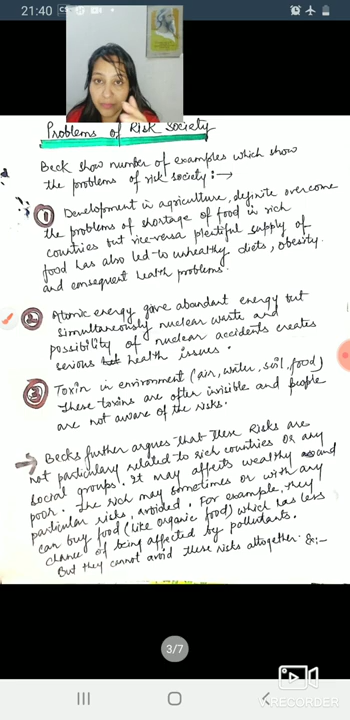 21:40
Problems of Risk Society
Beck show number of examples which show
the problems of risk society:→
① Development in agriculture, definite overcome
the problems of shortage of food in rich
countries but vice-versa plentiful supply of
food has also led to unhealthy diets, obesity
and consequent health problems.
② Atomic energy gave abundant energy but
simultaneously nuclear waste and
possibility of nuclear accidents creates
serious health issues.
③ Toxin in environment (air, water, soil, food)
These toxins are often invisible and people
are not aware of the risks.
→ Becks further argues that these Risks are
not particulary related to rich countries or any
social groups. It may affects wealthy and
poor. The rich may sometimes or with any
particular risks, avoided. For example, they
can buy food (like organic food) which has less
chance of being affected by pollutants.
But they cannot avoid these risks altogether. &:-
3/7
VRECORDER